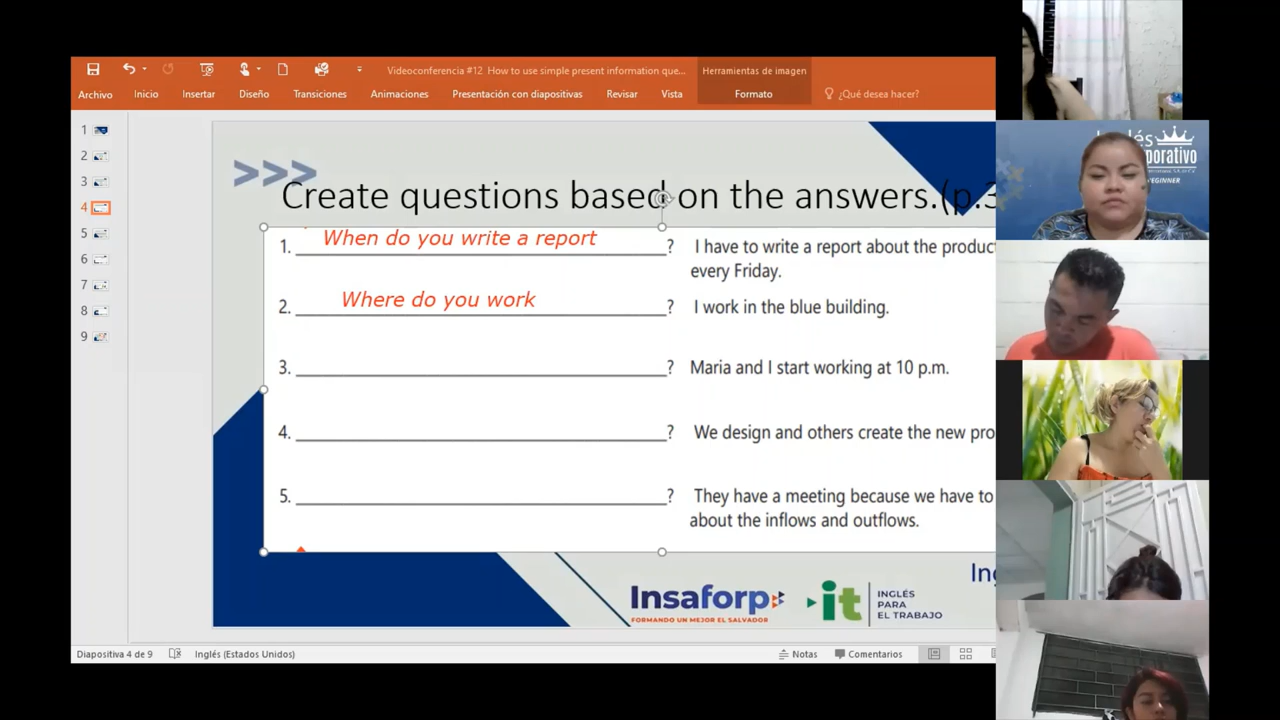 Videoconferencia #12 How to use simple present information que...
Herramientas de imagen
Archivo Inicio Insertar Diseño Transiciones Animaciones Presentación con diapositivas Revisar Vista Formato ¿Qué desea hacer?
1
2
3
4
5
6
7
8
9
>>>
Create questions based on the answers.(p.3
1. When do you write a report ? I have to write a report about the product
every Friday.
2. Where do you work ? I work in the blue building.
3. ? Maria and I start working at 10 p.m.
4. ? We design and others create the new pro
5. ? They have a meeting because we have to
about the inflows and outflows.
Ing
Insaforp
FORMANDO UN MEJOR EL SALVADOR
it
INGLÉS
PARA
EL TRABAJO
Diapositiva 4 de 9 Inglés (Estados Unidos) Notas Comentarios